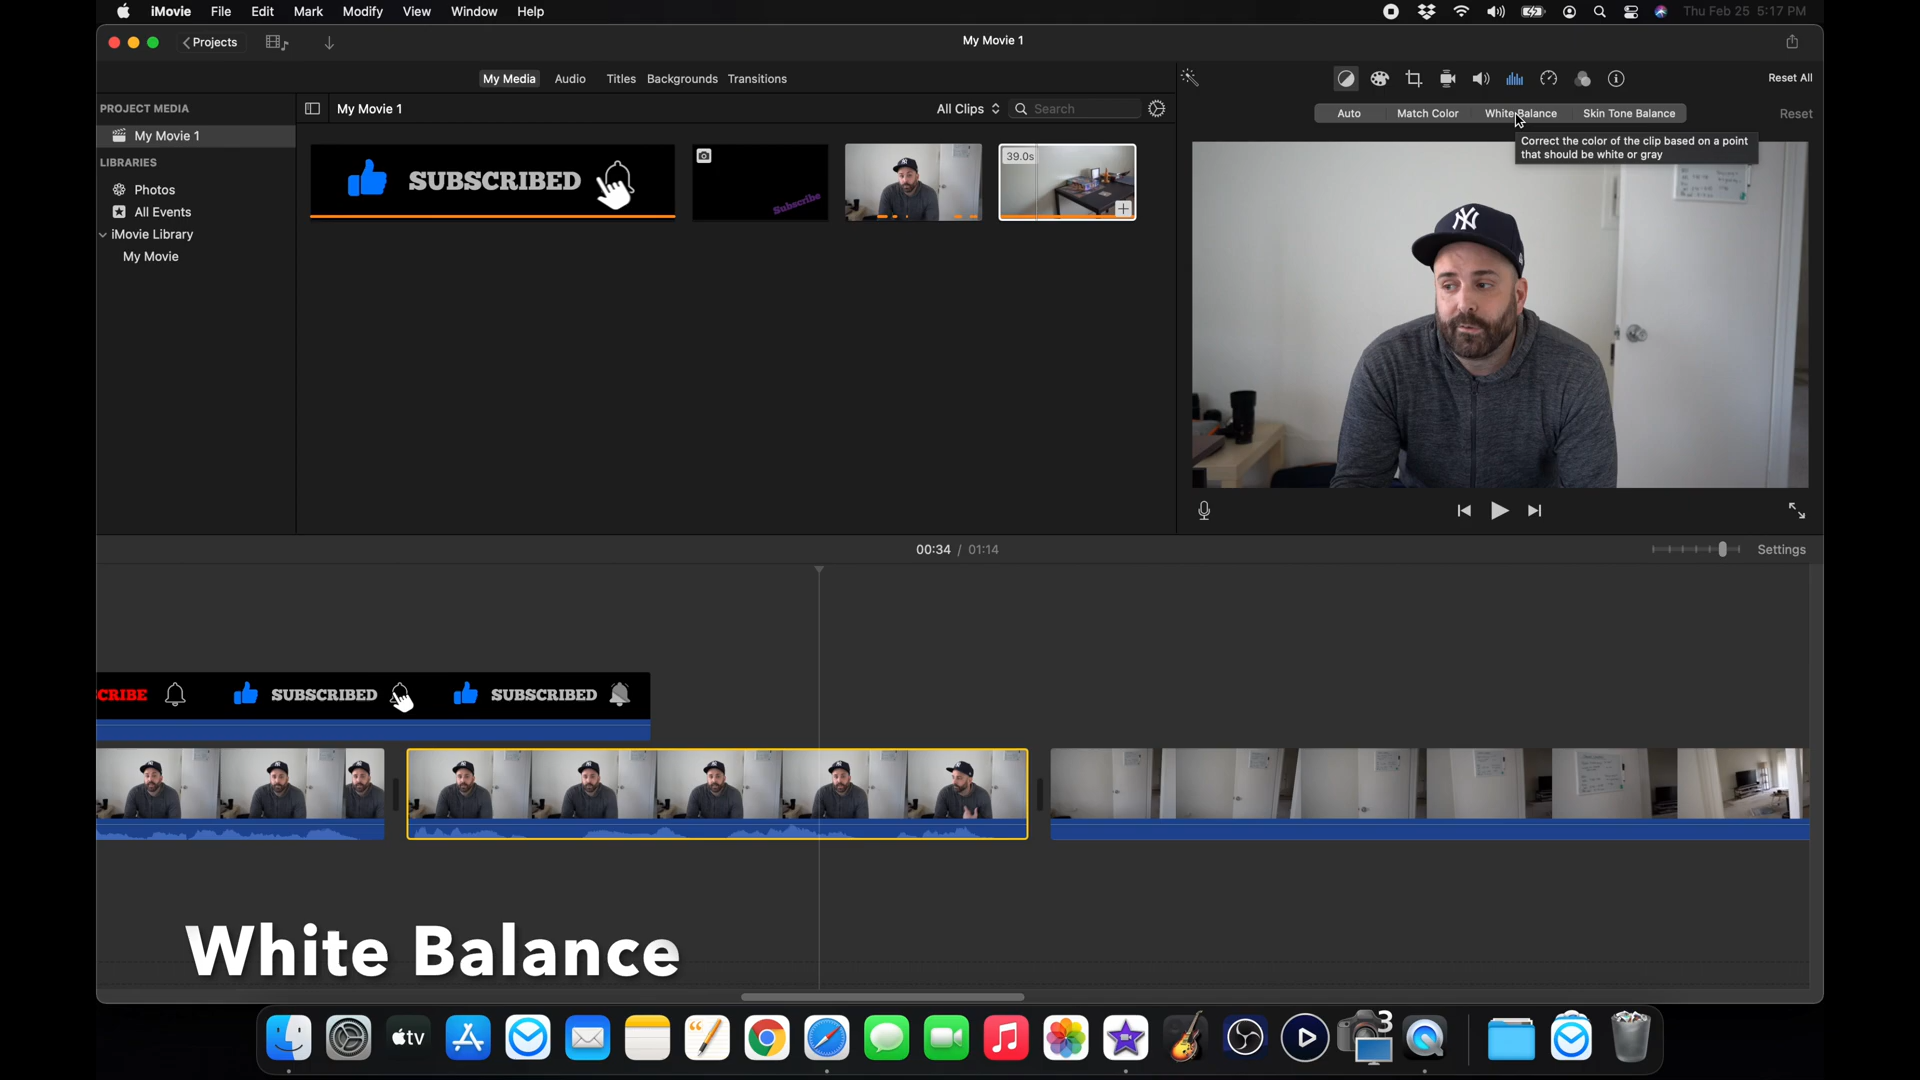 iMovie File Edit Mark Modify View Window Help Thu Feb 25 5:17 PM
Projects My Movie 1
My Media Audio Titles Backgrounds Transitions Reset All
PROJECT MEDIA
My Movie 1
LIBRARIES
Photos
All Events
iMovie Library
My Movie
My Movie 1 All Clips Search
Auto Match Color White Balance Skin Tone Balance Reset
Correct the color of the clip based on a point
that should be white or gray
SUBSCRIBED
Subscribe
39.0s
00:34 / 01:14 Settings
CRIBE SUBSCRIBED SUBSCRIBED
White Balance
tv
3